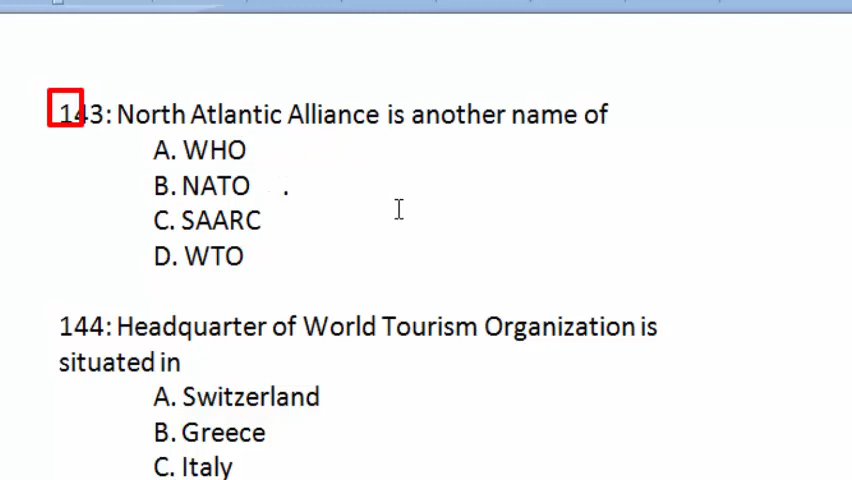 143: North Atlantic Alliance is another name of
A. WHO
B. NATO .
C. SAARC
D. WTO
144: Headquarter of World Tourism Organization is
situated in
A. Switzerland
B. Greece
C. Italy